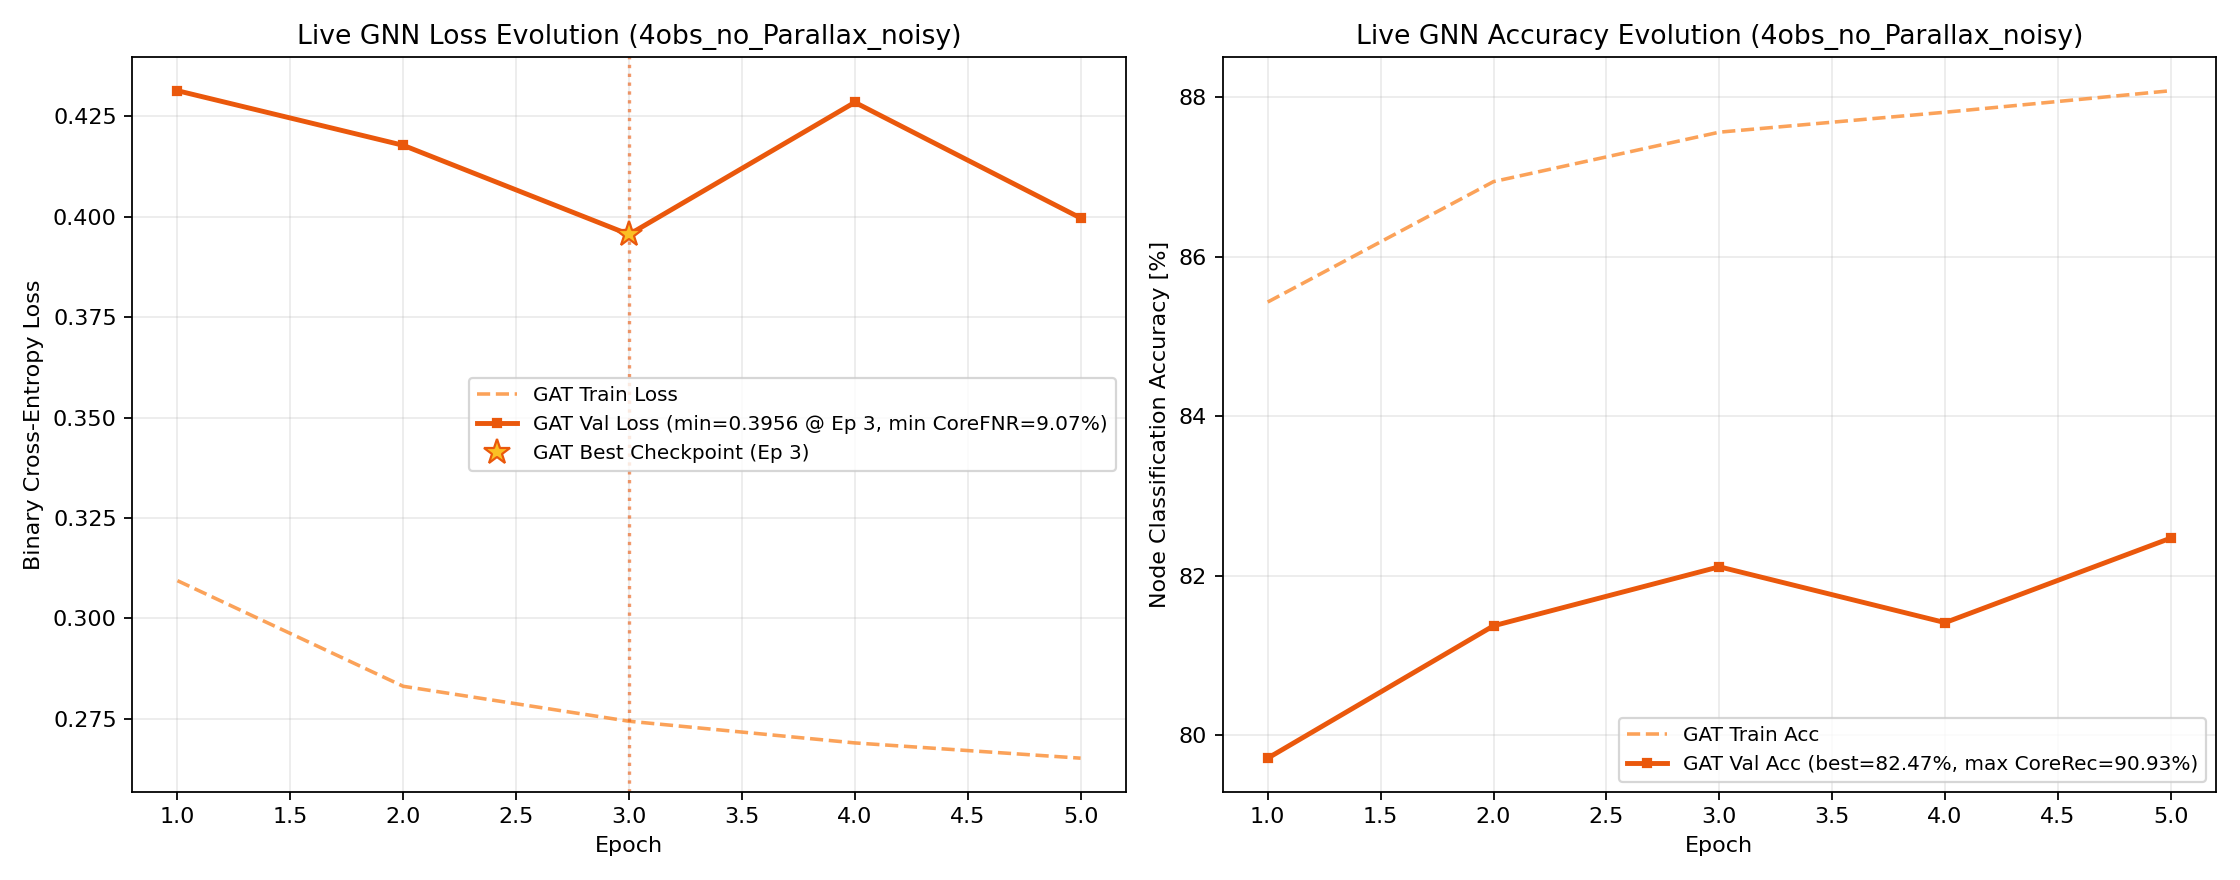 Live GNN Loss Evolution (4obs_no_Parallax_noisy)
Binary Cross-Entropy Loss
0.425
0.400
0.375
0.350
0.325
0.300
0.275
GAT Train Loss
GAT Val Loss (min=0.3956 @ Ep 3, min CoreFNR=9.07%)
GAT Best Checkpoint (Ep 3)
1.0 1.5 2.0 2.5 3.0 3.5 4.0 4.5 5.0
Epoch
Live GNN Accuracy Evolution (4obs_no_Parallax_noisy)
Node Classification Accuracy [%]
88
86
84
82
80
GAT Train Acc
GAT Val Acc (best=82.47%, max CoreRec=90.93%)
1.0 1.5 2.0 2.5 3.0 3.5 4.0 4.5 5.0
Epoch